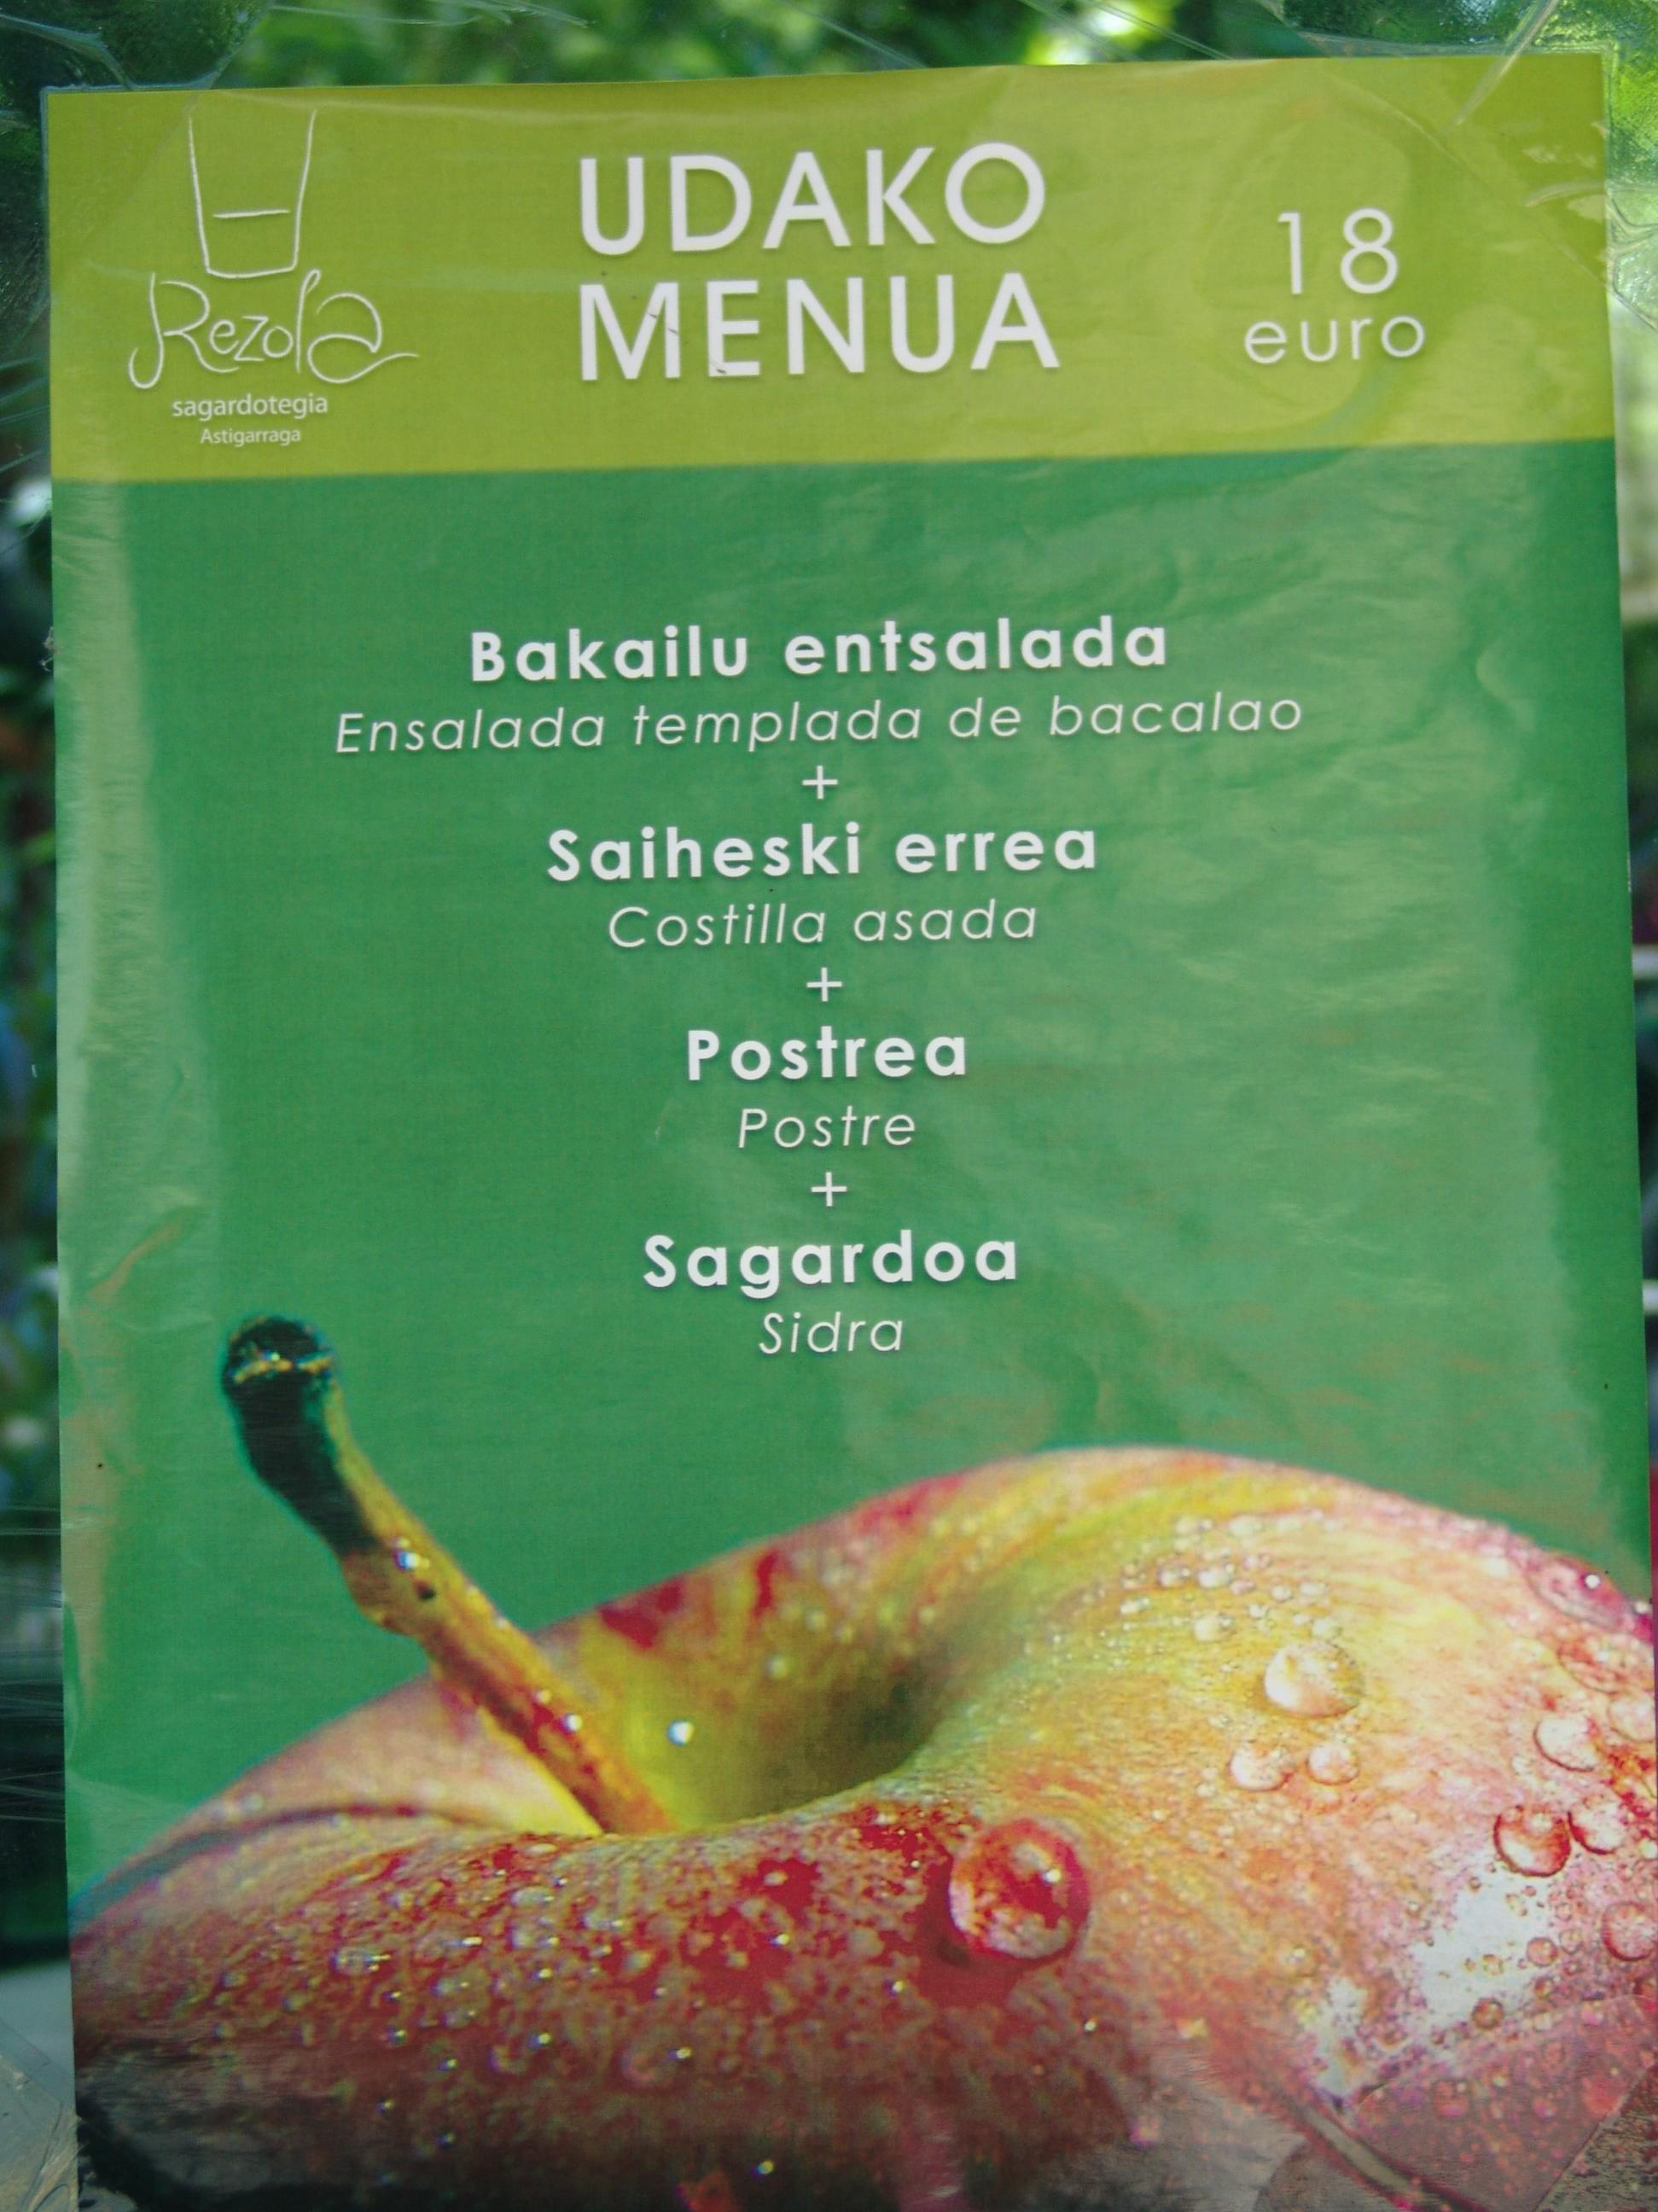 Rezola
sagardotegia
Astigarraga
UDAKO
MENUA
18
euro
Bakailu entsalada
Ensalada templada de bacalao
+
Saiheski errea
Costilla asada
+
Postrea
Postre
+
Sagardoa
Sidra